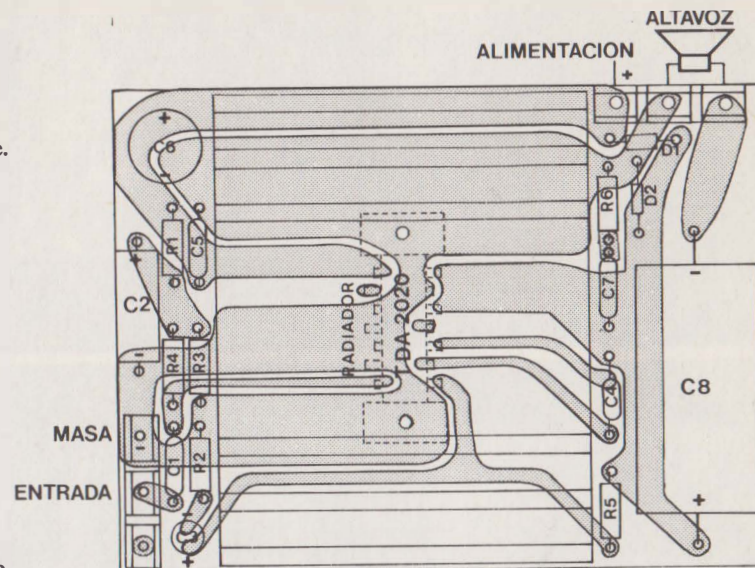 ALTAVOZ
ALIMENTACION
+
e.
+
D1
-
D2
R6
R1
C5
+
-
C2
C7
RADIADOR
TDA 2020
-
R4
R3
C4
C8
MASA
-
C1
R2
ENTRADA
R5
-
+
+